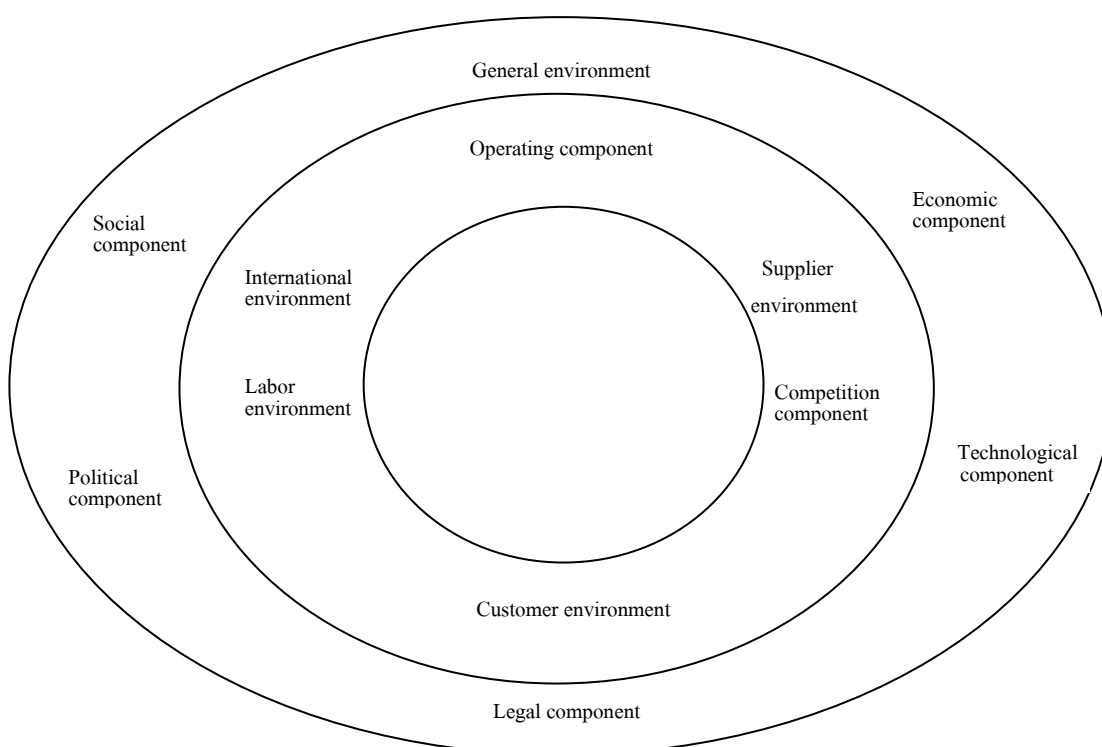 General environment
Operating component
Social
component
Economic
component
International
environment
Supplier
environment
Labor
environment
Competition
component
Political
component
Technological
component
Customer environment
Legal component